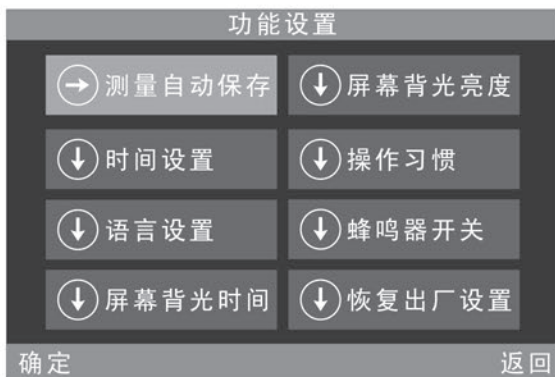 功能设置
测量自动保存 屏幕背光亮度
时间设置 操作习惯
语言设置 蜂鸣器开关
屏幕背光时间 恢复出厂设置
确定 返回